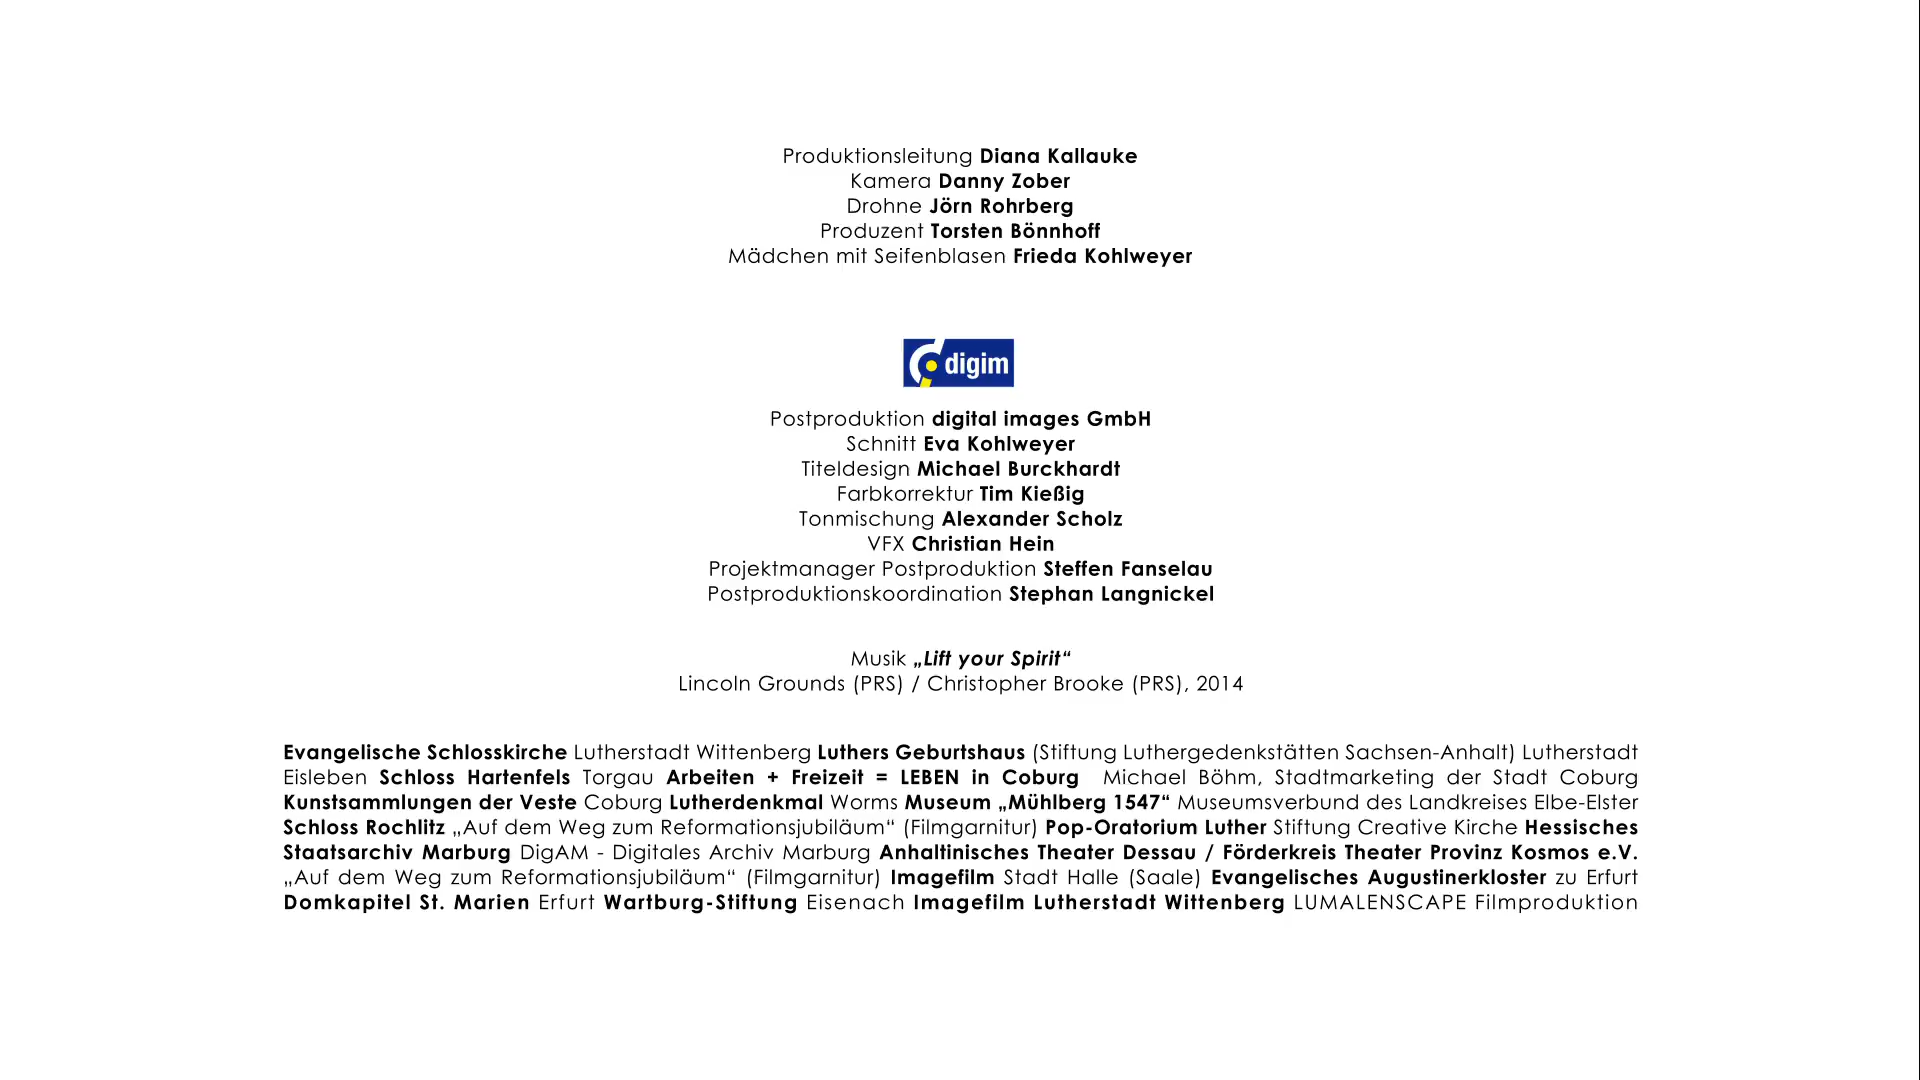 Produktionsleitung Diana Kallauke
Kamera Danny Zober
Drohne Jörn Rohrberg
Produzent Torsten Bönnhoff
Mädchen mit Seifenblasen Frieda Kohlweyer
digim
Postproduktion digital images GmbH
Schnitt Eva Kohlweyer
Titeldesign Michael Burckhardt
Farbkorrektur Tim Kießig
Tonmischung Alexander Scholz
VFX Christian Hein
Projektmanager Postproduktion Steffen Fanselau
Postproduktionskoordination Stephan Langnickel
Musik „Lift your Spirit“
Lincoln Grounds (PRS) / Christopher Brooke (PRS), 2014
Evangelische Schlosskirche Lutherstadt Wittenberg Luthers Geburtshaus (Stiftung Luthergedenkstätten Sachsen-Anhalt) Lutherstadt
Eisleben Schloss Hartenfels Torgau Arbeiten + Freizeit = LEBEN in Coburg Michael Böhm, Stadtmarketing der Stadt Coburg
Kunstsammlungen der Veste Coburg Lutherdenkmal Worms Museum „Mühlberg 1547“ Museumsverbund des Landkreises Elbe-Elster
Schloss Rochlitz „Auf dem Weg zum Reformationsjubiläum“ (Filmgarnitur) Pop-Oratorium Luther Stiftung Creative Kirche Hessisches
Staatsarchiv Marburg DigAM - Digitales Archiv Marburg Anhaltinisches Theater Dessau / Förderkreis Theater Provinz Kosmos e.V.
„Auf dem Weg zum Reformationsjubiläum“ (Filmgarnitur) Imagefilm Stadt Halle (Saale) Evangelisches Augustinerkloster zu Erfurt
Domkapitel St. Marien Erfurt Wartburg-Stiftung Eisenach Imagefilm Lutherstadt Wittenberg LUMALENSCAPE Filmproduktion